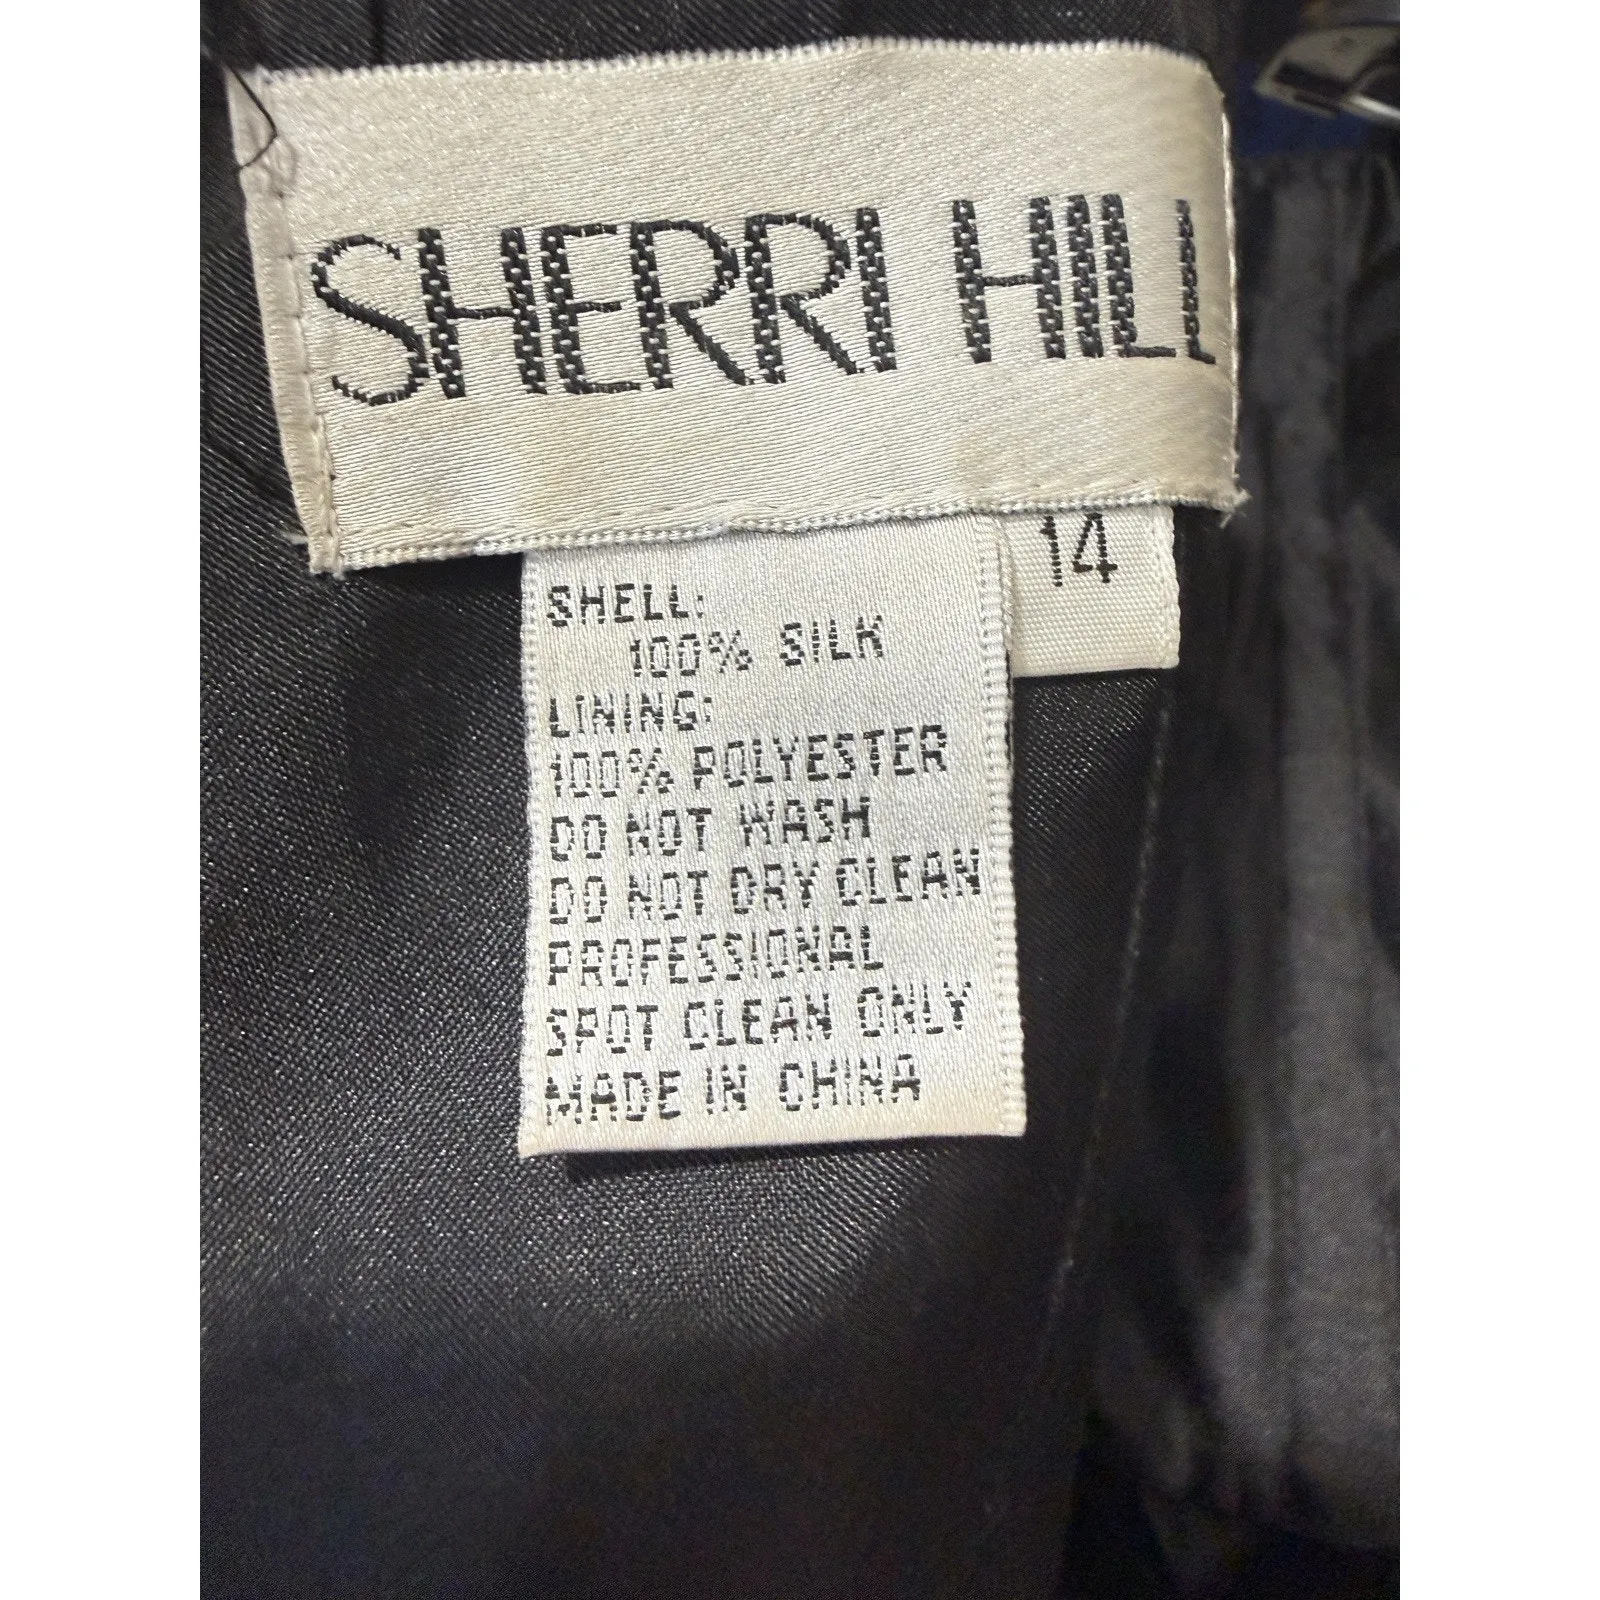 SHERRI HILL
14
SHELL:
100% SILK
LINING:
100% POLYESTER
DO NOT WASH
DO NOT DRY CLEAN
PROFESSIONAL
SPOT CLEAN ONLY
MADE IN CHINA